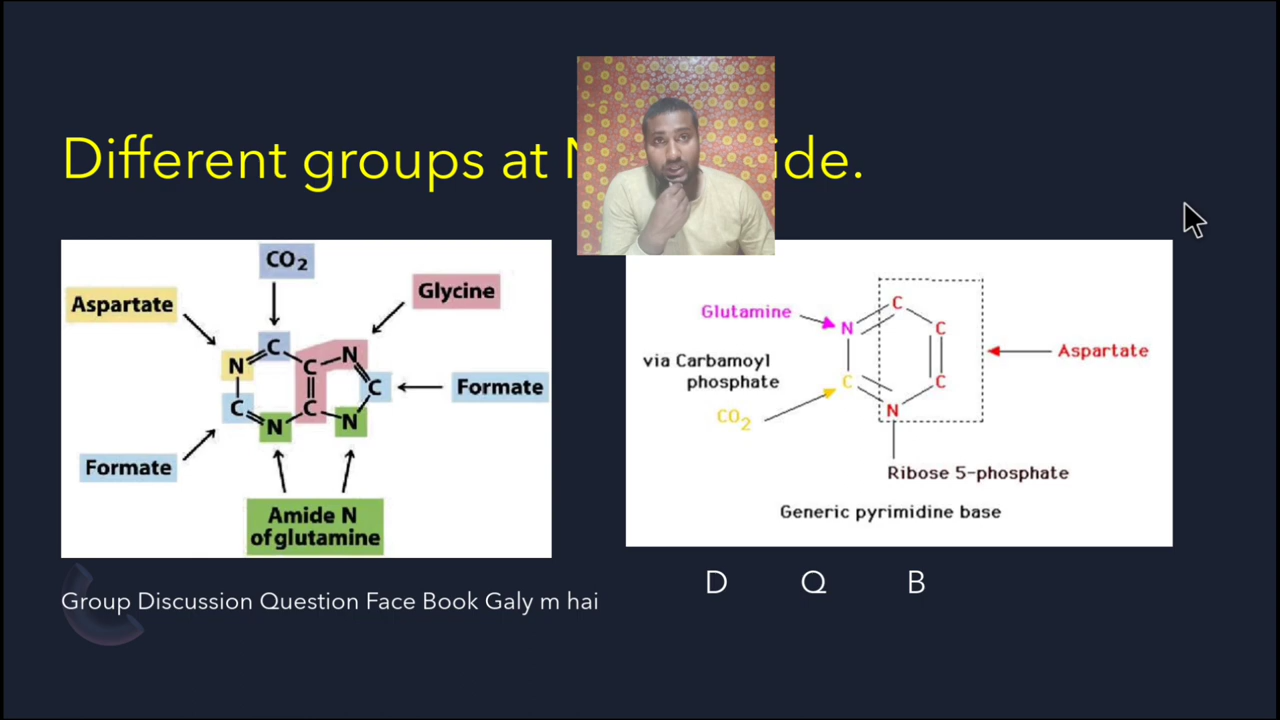 Different groups at N ide.
CO2
Aspartate
Glycine
N
C
C
N
C
C
C
N
N
Formate
Formate
Amide N
of glutamine
Glutamine
via Carbamoyl
phosphate
CO2
N
C
C
C
C
N
Aspartate
Ribose 5-phosphate
Generic pyrimidine base
Group Discussion Question Face Book Galy m hai
D Q B